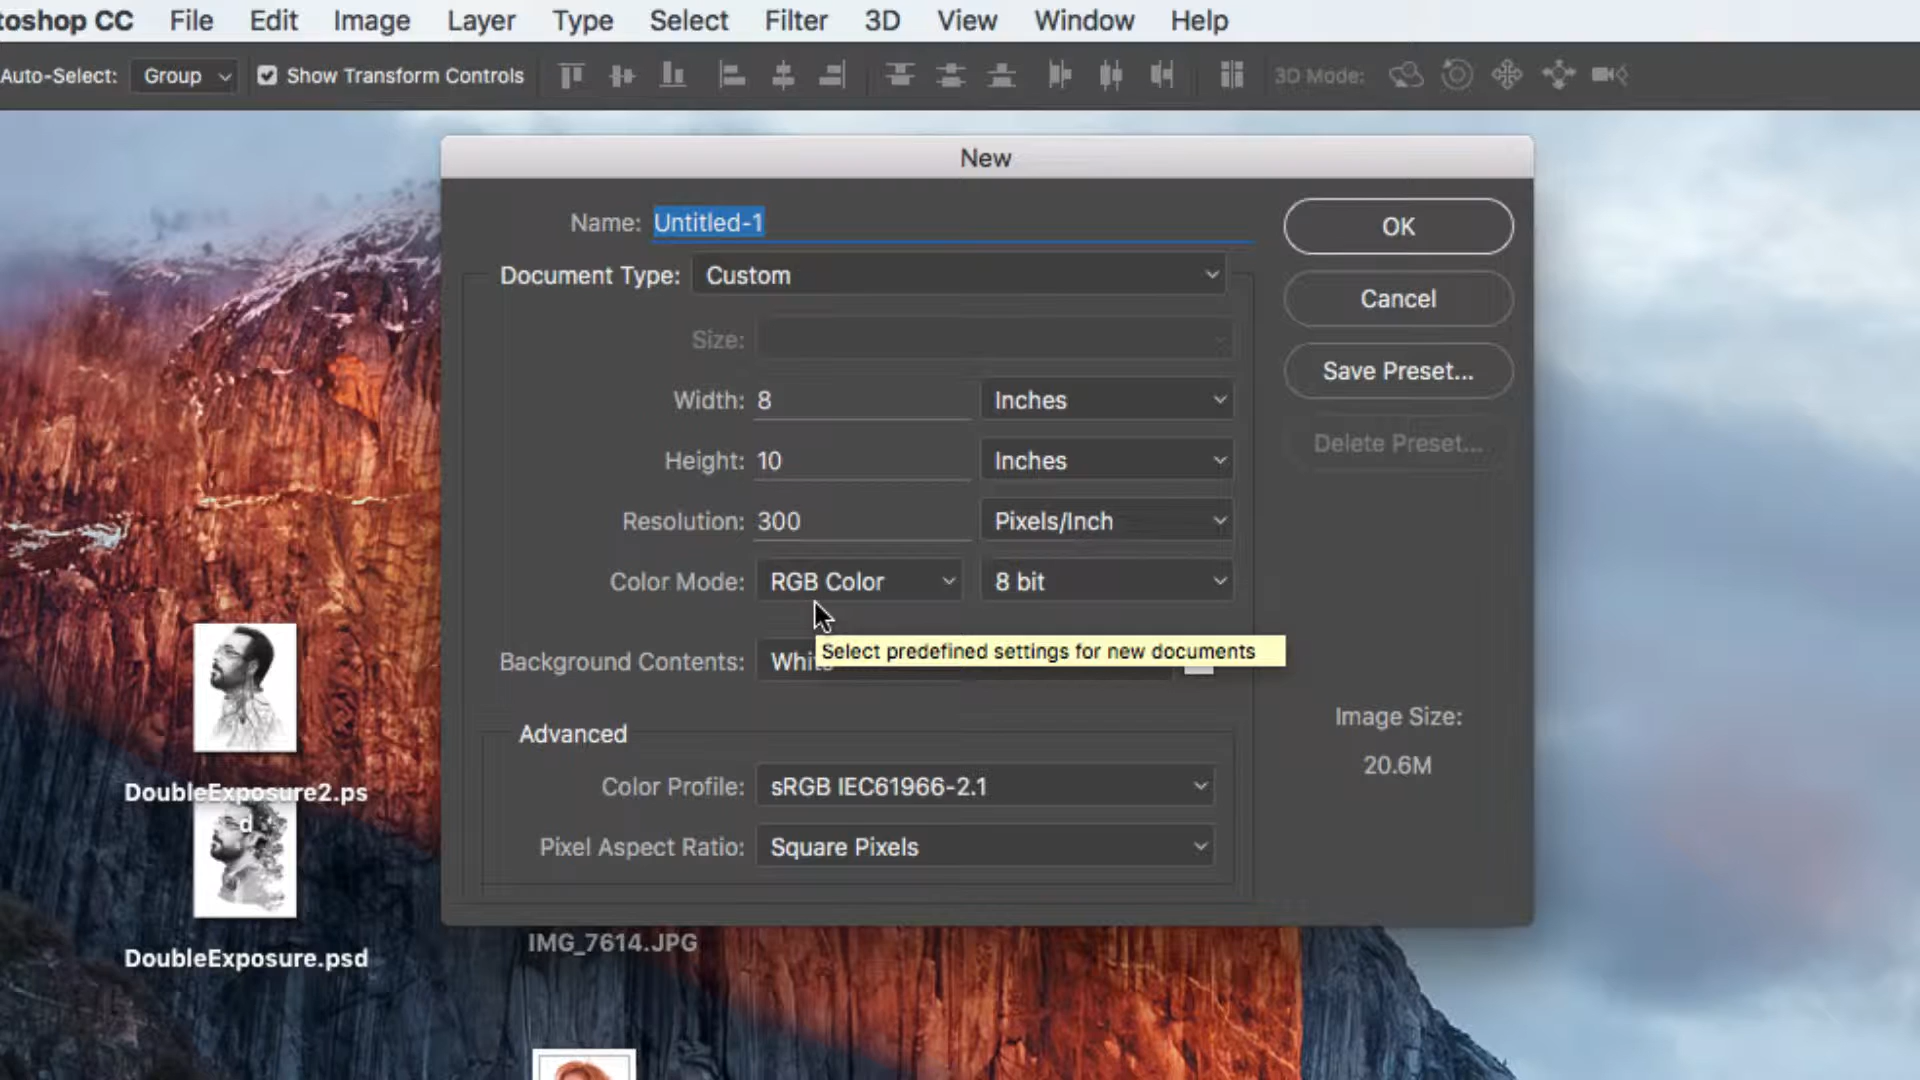 toshop CC File Edit Image Layer Type Select Filter 3D View Window Help
Auto-Select: Group Show Transform Controls 3D Mode:
New
Name: Untitled-1
OK
Document Type: Custom
Cancel
Size:
Save Preset...
Width: 8 Inches
Delete Preset...
Height: 10 Inches
Resolution: 300 Pixels/Inch
Color Mode: RGB Color 8 bit
Select predefined settings for new documents
Background Contents: White
Image Size:
20.6M
Advanced
Color Profile: sRGB IEC61966-2.1
Pixel Aspect Ratio: Square Pixels
DoubleExposure2.ps
d
DoubleExposure.psd
IMG_7614.JPG